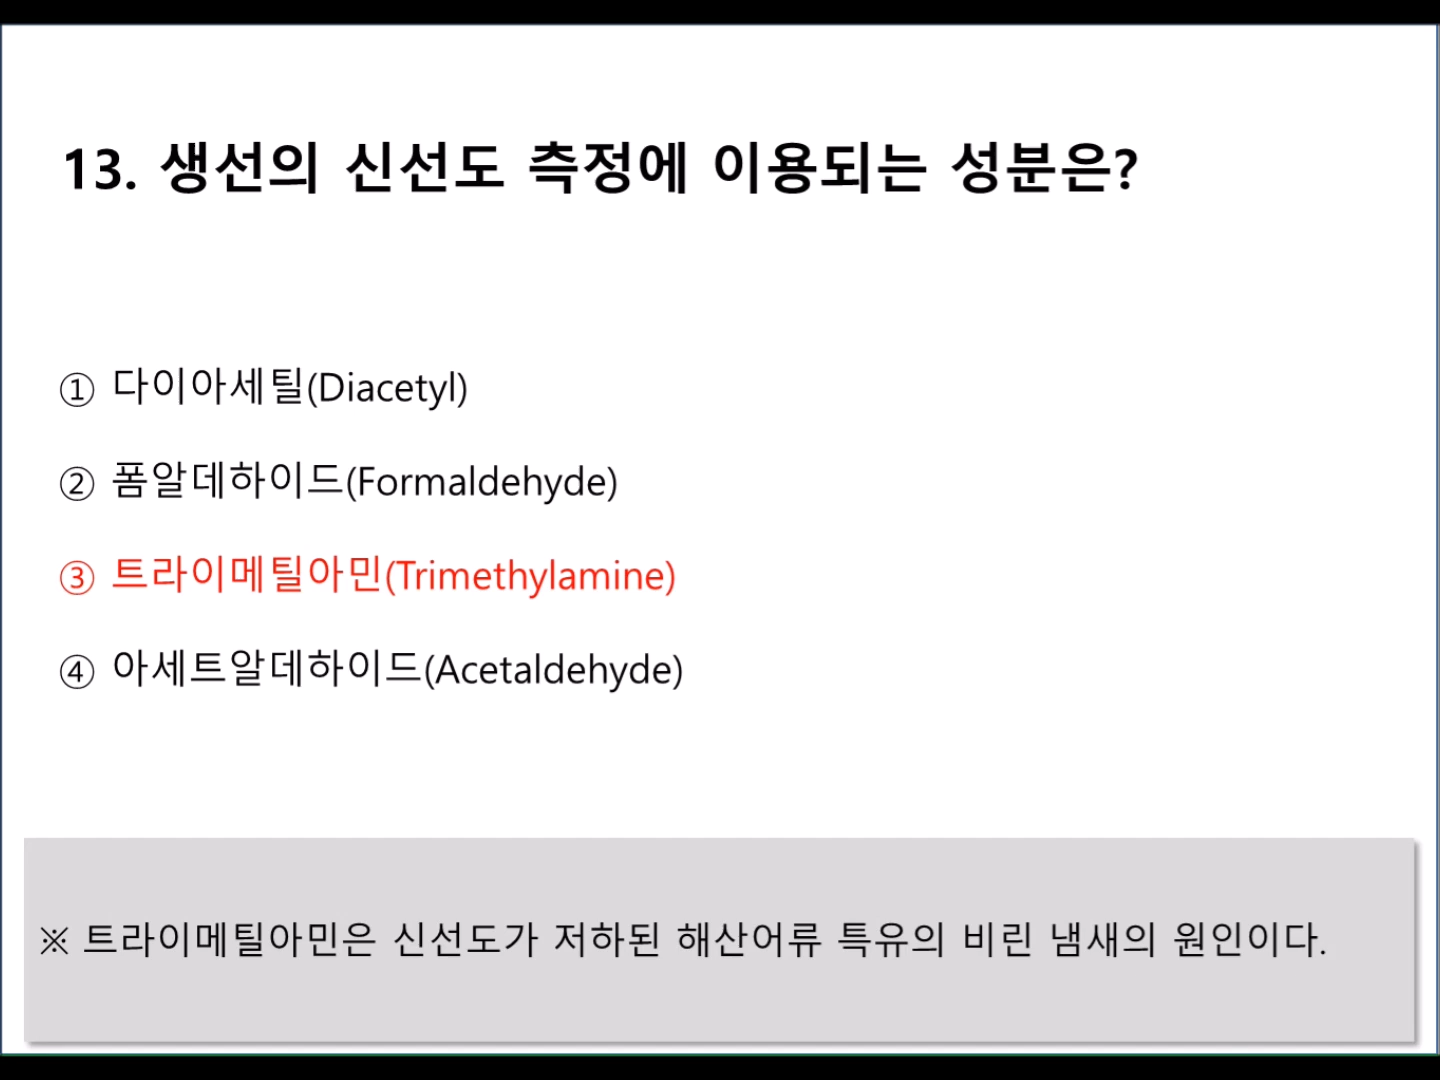 13. 생선의 신선도 측정에 이용되는 성분은?
① 다이아세틸(Diacetyl)
② 폼알데하이드(Formaldehyde)
③ 트라이메틸아민(Trimethylamine)
④ 아세트알데하이드(Acetaldehyde)
※ 트라이메틸아민은 신선도가 저하된 해산어류 특유의 비린 냄새의 원인이다.